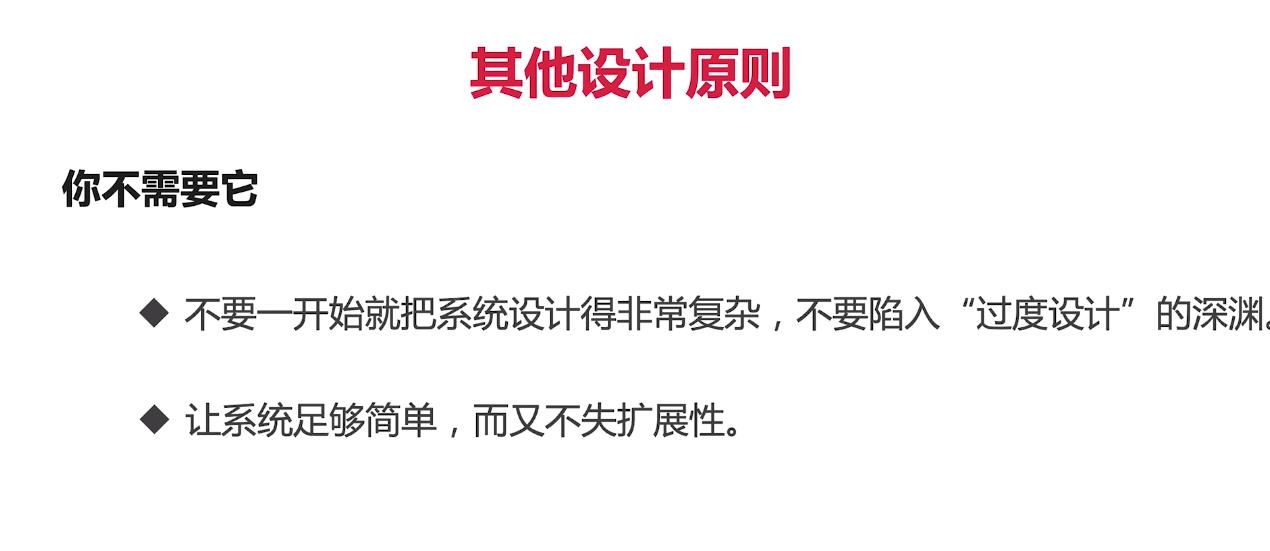 其他设计原则
你不需要它
◆ 不要一开始就把系统设计得非常复杂，不要陷入“过度设计”的深渊。
◆ 让系统足够简单，而又不失扩展性。